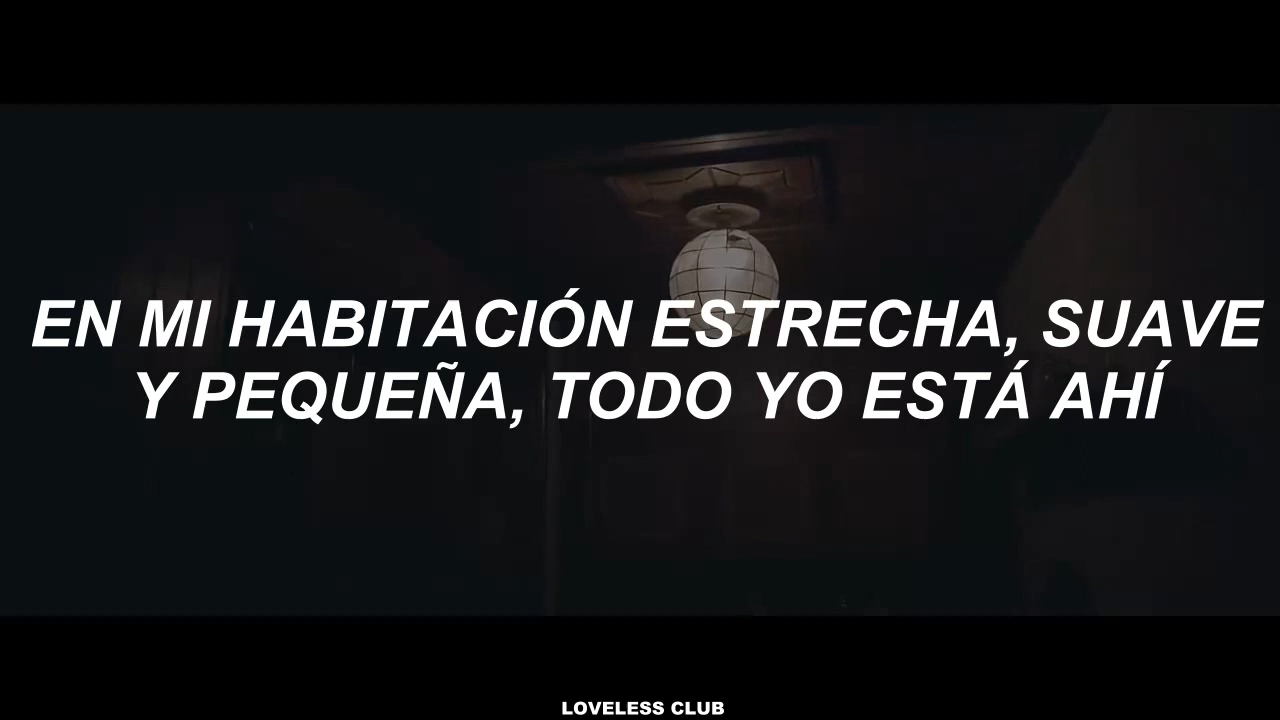 EN MI HABITACIÓN ESTRECHA, SUAVE
Y PEQUEÑA, TODO YO ESTÁ AHÍ
LOVELESS CLUB